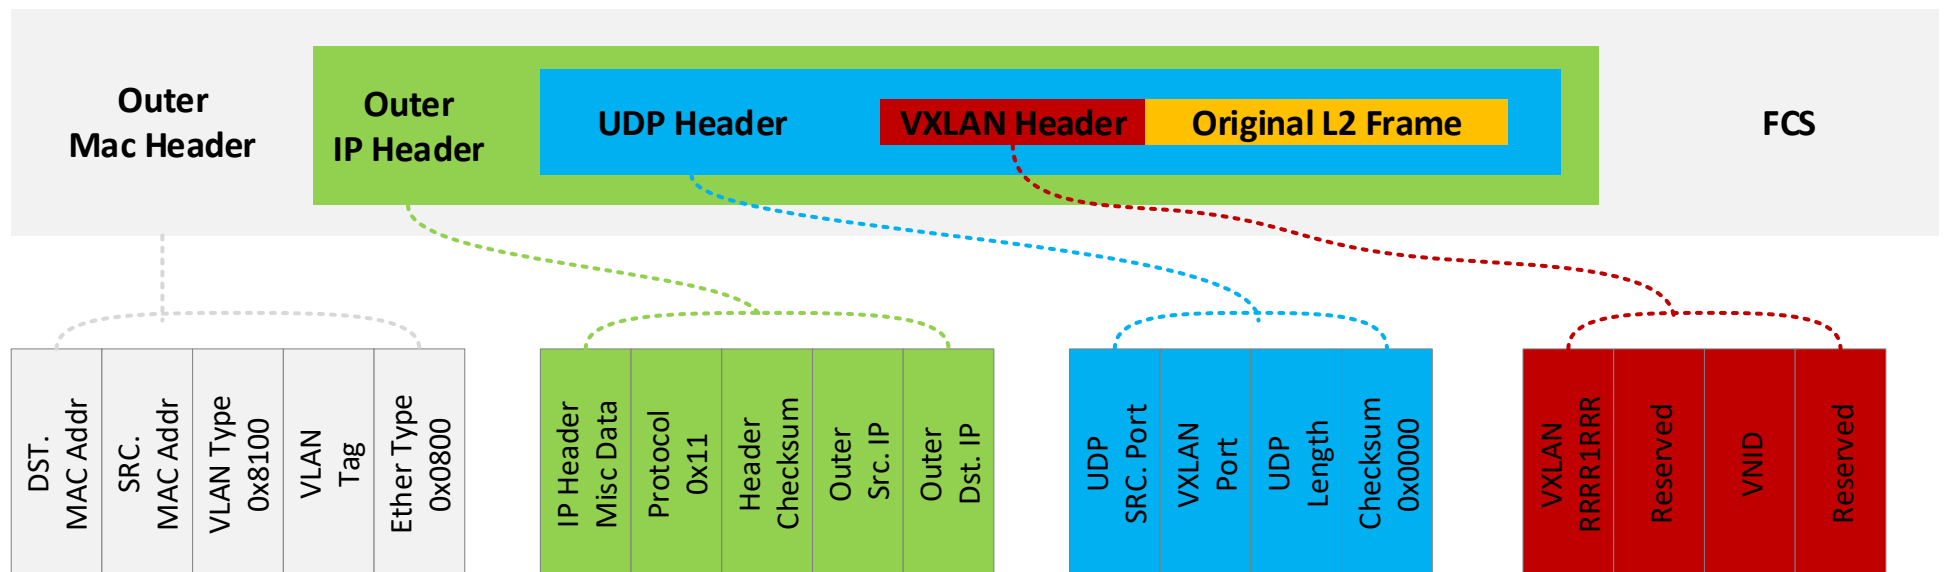 Outer
Mac Header
Outer
IP Header
UDP Header
VXLAN Header
Original L2 Frame
FCS
DST.
MAC Addr
SRC.
MAC Addr
VLAN Type
0x8100
VLAN
Tag
Ether Type
0x0800
IP Header
Misc Data
Protocol
0x11
Header
Checksum
Outer
Src. IP
Outer
Dst. IP
UDP
SRC. Port
VXLAN
Port
UDP
Length
Checksum
0x0000
VXLAN
RRRR1RRR
Reserved
VNID
Reserved